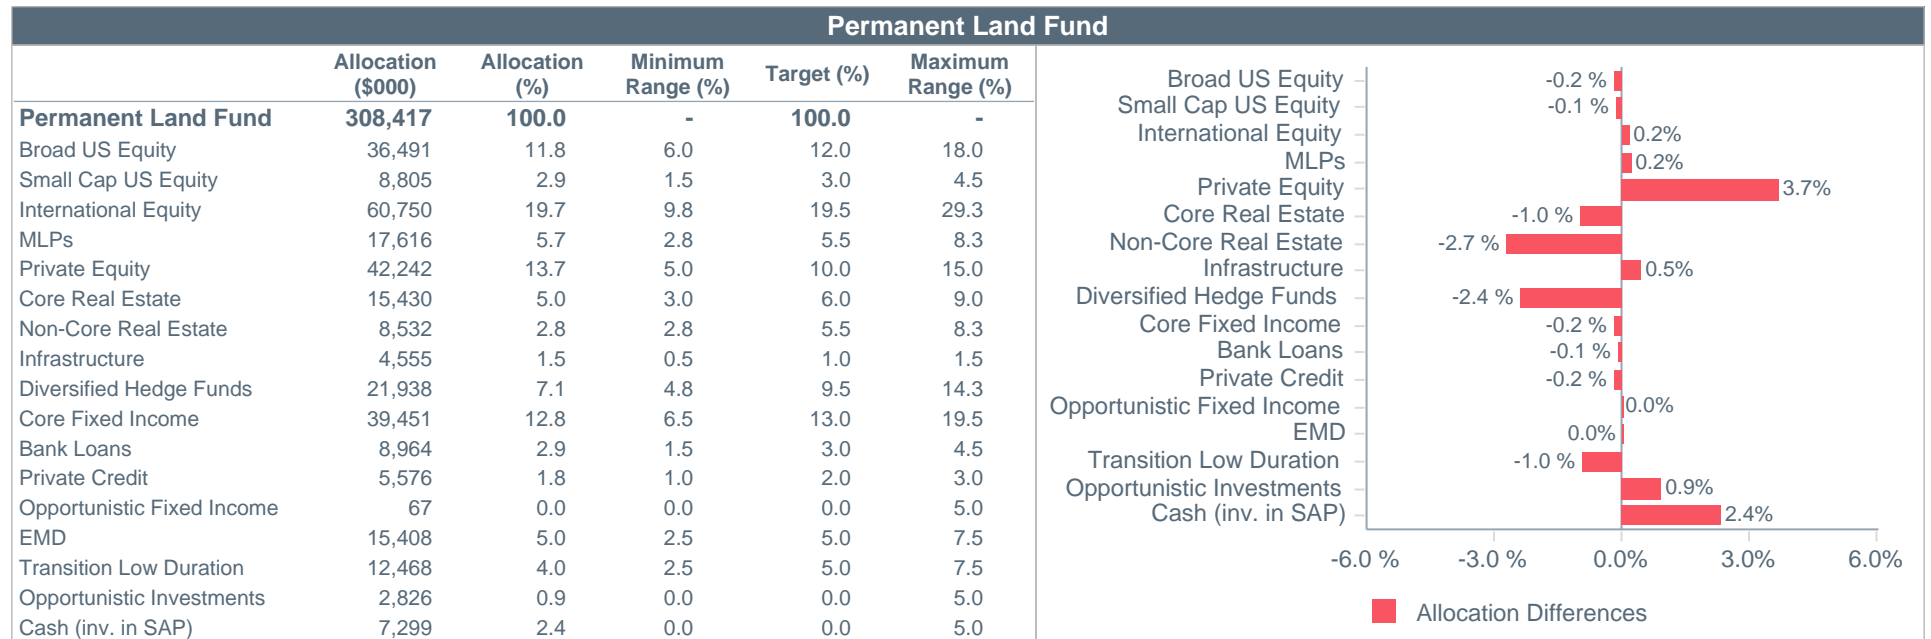 Permanent Land Fund
Allocation ($000) Allocation (%) Minimum Range (%) Target (%) Maximum Range (%)
Permanent Land Fund 308,417 100.0 - 100.0 -
Broad US Equity 36,491 11.8 6.0 12.0 18.0
Small Cap US Equity 8,805 2.9 1.5 3.0 4.5
International Equity 60,750 19.7 9.8 19.5 29.3
MLPs 17,616 5.7 2.8 5.5 8.3
Private Equity 42,242 13.7 5.0 10.0 15.0
Core Real Estate 15,430 5.0 3.0 6.0 9.0
Non-Core Real Estate 8,532 2.8 2.8 5.5 8.3
Infrastructure 4,555 1.5 0.5 1.0 1.5
Diversified Hedge Funds 21,938 7.1 4.8 9.5 14.3
Core Fixed Income 39,451 12.8 6.5 13.0 19.5
Bank Loans 8,964 2.9 1.5 3.0 4.5
Private Credit 5,576 1.8 1.0 2.0 3.0
Opportunistic Fixed Income 67 0.0 0.0 0.0 5.0
EMD 15,408 5.0 2.5 5.0 7.5
Transition Low Duration 12,468 4.0 2.5 5.0 7.5
Opportunistic Investments 2,826 0.9 0.0 0.0 5.0
Cash (inv. in SAP) 7,299 2.4 0.0 0.0 5.0
Broad US Equity -0.2 %
Small Cap US Equity -0.1 %
International Equity 0.2%
MLPs 0.2%
Private Equity 3.7%
Core Real Estate -1.0 %
Non-Core Real Estate -2.7 %
Infrastructure 0.5%
Diversified Hedge Funds -2.4 %
Core Fixed Income -0.2 %
Bank Loans -0.1 %
Private Credit -0.2 %
Opportunistic Fixed Income 0.0%
EMD 0.0%
Transition Low Duration -1.0 %
Opportunistic Investments 0.9%
Cash (inv. in SAP) 2.4%
-6.0 % -3.0 % 0.0% 3.0% 6.0%
Allocation Differences